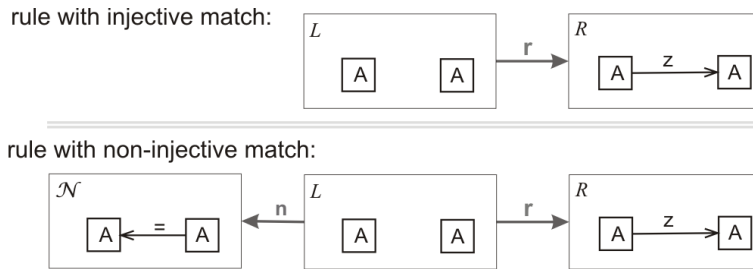 rule with injective match:
L
A A
r
R
A z A
rule with non-injective match:
𝒩
A = A
n
L
A A
r
R
A z A